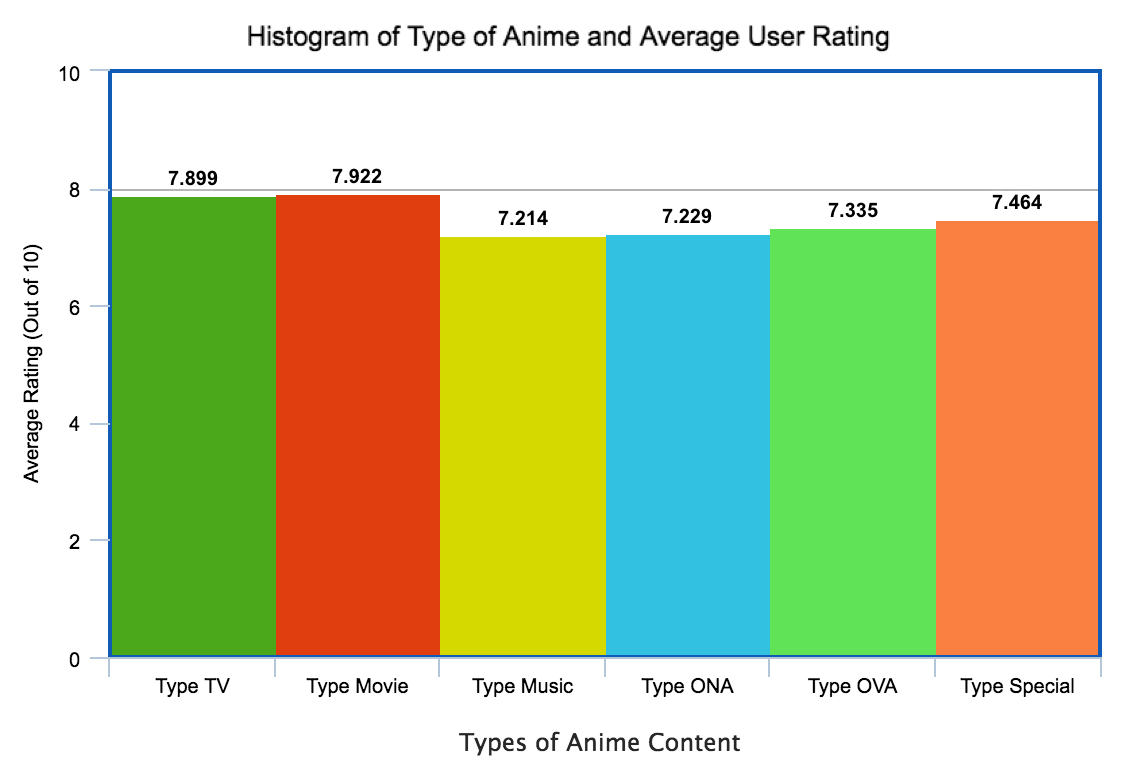 Histogram of Type of Anime and Average User Rating
Average Rating (Out of 10)
10
8
6
4
2
0
7.899
7.922
7.214
7.229
7.335
7.464
Type TV
Type Movie
Type Music
Type ONA
Type OVA
Type Special
Types of Anime Content